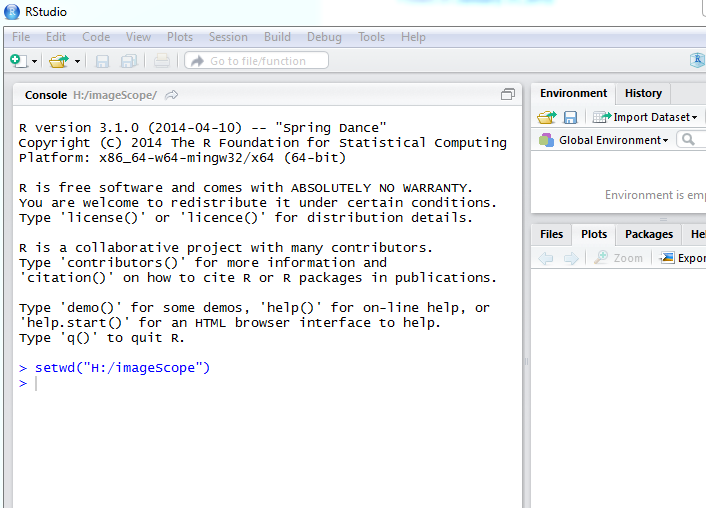 RStudio
File Edit Code View Plots Session Build Debug Tools Help
Go to file/function
Console H:/imageScope/
R version 3.1.0 (2014-04-10) -- "Spring Dance"
Copyright (C) 2014 The R Foundation for Statistical Computing
Platform: x86_64-w64-mingw32/x64 (64-bit)
R is free software and comes with ABSOLUTELY NO WARRANTY.
You are welcome to redistribute it under certain conditions.
Type 'license()' or 'licence()' for distribution details.
R is a collaborative project with many contributors.
Type 'contributors()' for more information and
'citation()' on how to cite R or R packages in publications.
Type 'demo()' for some demos, 'help()' for on-line help, or
'help.start()' for an HTML browser interface to help.
Type 'q()' to quit R.
> setwd("H:/imageScope")
>
Environment History
Import Dataset
Global Environment
Environment is emp
Files Plots Packages Hel
Zoom Expor